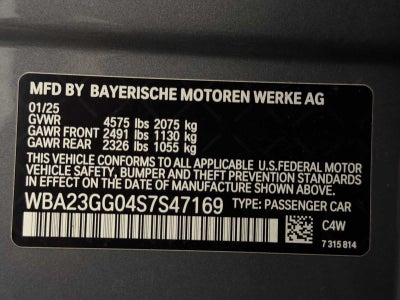 MFD BY BAYERISCHE MOTOREN WERKE AG
01/25
GVWR 4575 lbs 2075 kg
GAWR FRONT 2491 lbs 1130 kg
GAWR REAR 2326 lbs 1055 kg
THIS VEHICLE CONFORMS TO ALL APPLICABLE U.S.FEDERAL MOTOR
VEHICLE SAFETY, BUMPER AND THEFT PREVENTION STANDARDS
IN EFFECT ON THE DATE OF MANUFACTURE SHOWN ABOVE.
WBA23GG04S7S47169 TYPE: PASSENGER CAR
C4W
7 315 814